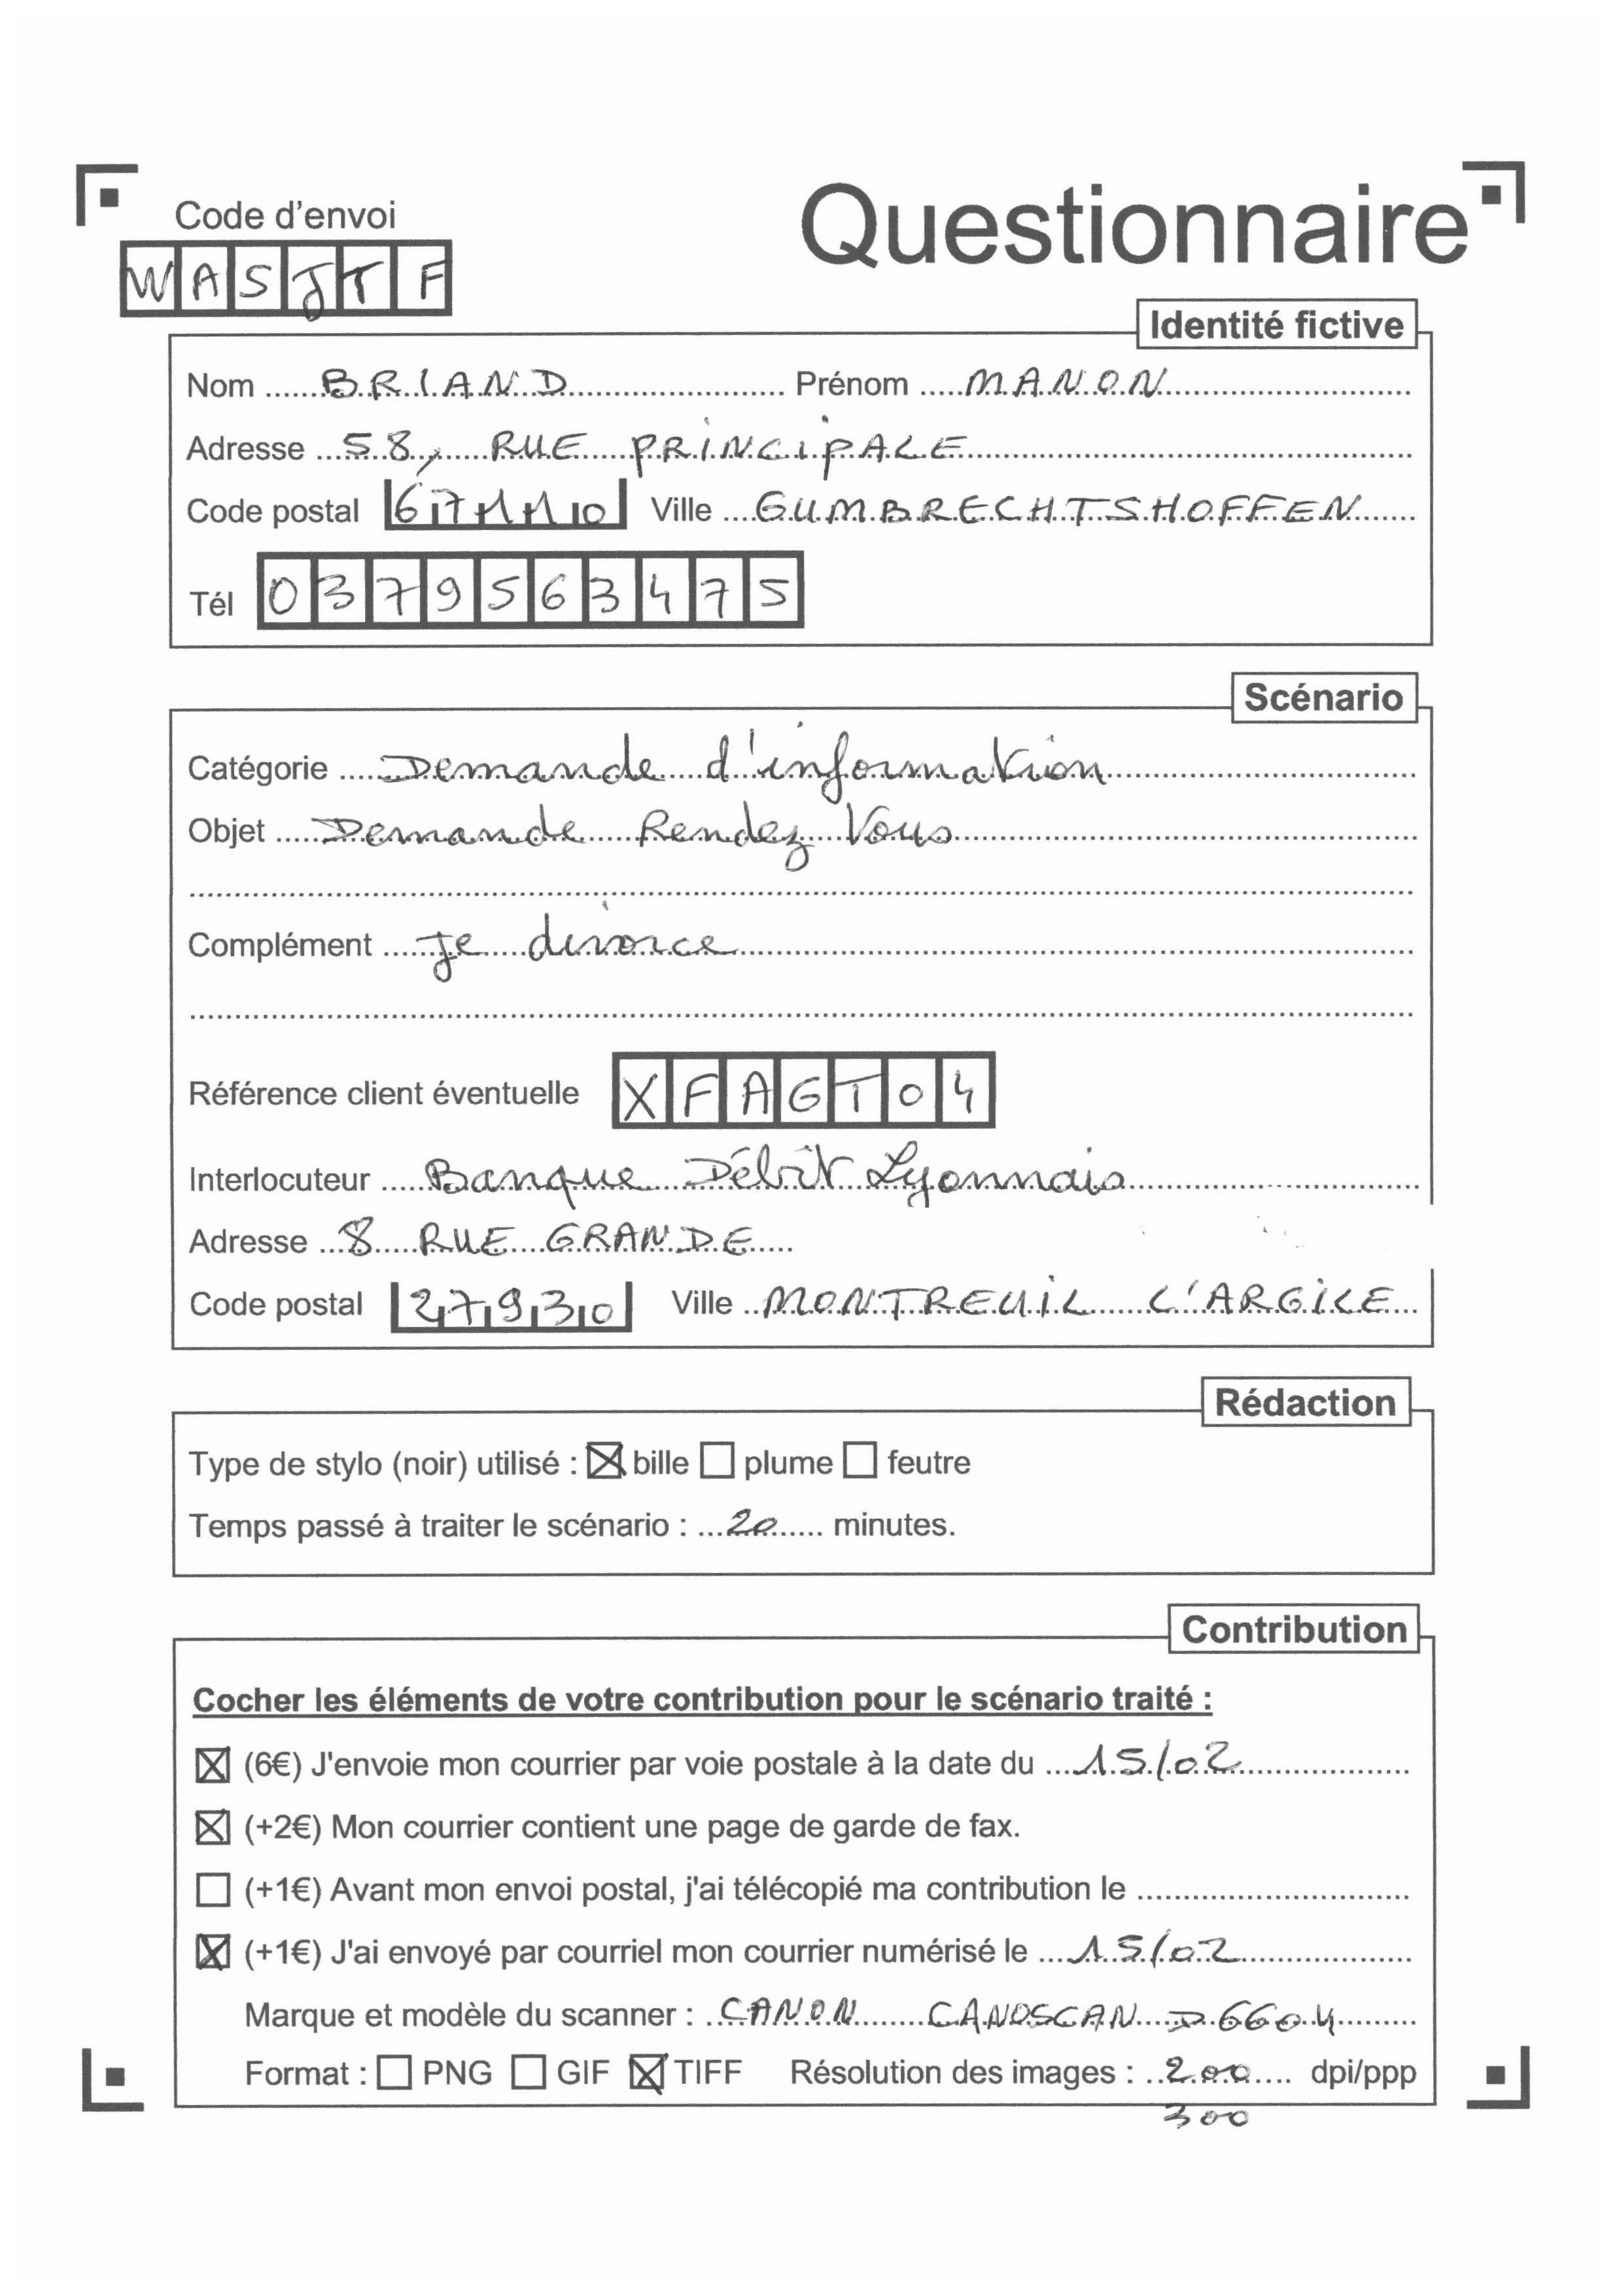 Code d'envoi
Questionnaire
WASJTF
Identité fictive
Nom ...... BRIAND ...... Prénom ..... MANON
Adresse ... 58, RUE PRINCIPALE
Code postal 67110 Ville ... GUMBRECHTSHOFFEN
Tél 0379563475
Scénario
Catégorie .... Demande d'information
Objet .... Demande Rendez Vous
Complément .... Je divorce
Référence client éventuelle XFAGT04
Interlocuteur .... Banque Débit Lyonnais
Adresse ... 8 RUE GRANDE
Code postal 27930 Ville .. MONTREUIL L'ARGILE
Rédaction
Type de stylo (noir) utilisé : ☒ bille ☐ plume ☐ feutre
Temps passé à traiter le scénario : ... 20 ...... minutes.
Contribution
Cocher les éléments de votre contribution pour le scénario traité :
☒ (6€) J'envoie mon courrier par voie postale à la date du .... 15/02
☒ (+2€) Mon courrier contient une page de garde de fax.
☐ (+1€) Avant mon envoi postal, j'ai télécopié ma contribution le ..............................
☒ (+1€) J'ai envoyé par courriel mon courrier numérisé le .... 15/02
Marque et modèle du scanner : .. CANON CANOSCAN D660U
Format : ☐ PNG ☐ GIF ☒ TIFF Résolution des images : .. 200 .... dpi/ppp
300